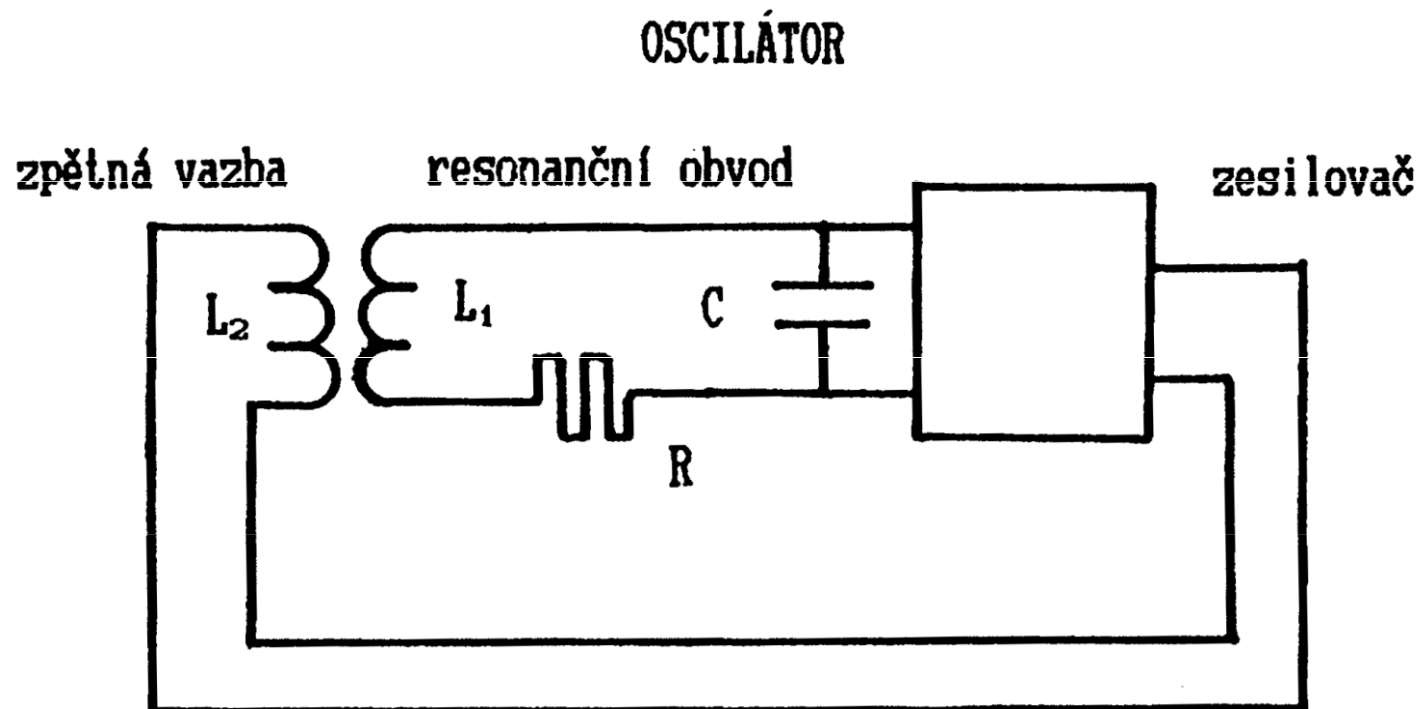 OSCILÁTOR
zpětná vazba
resonanční obvod
zesilovač
L₂
L₁
C
R